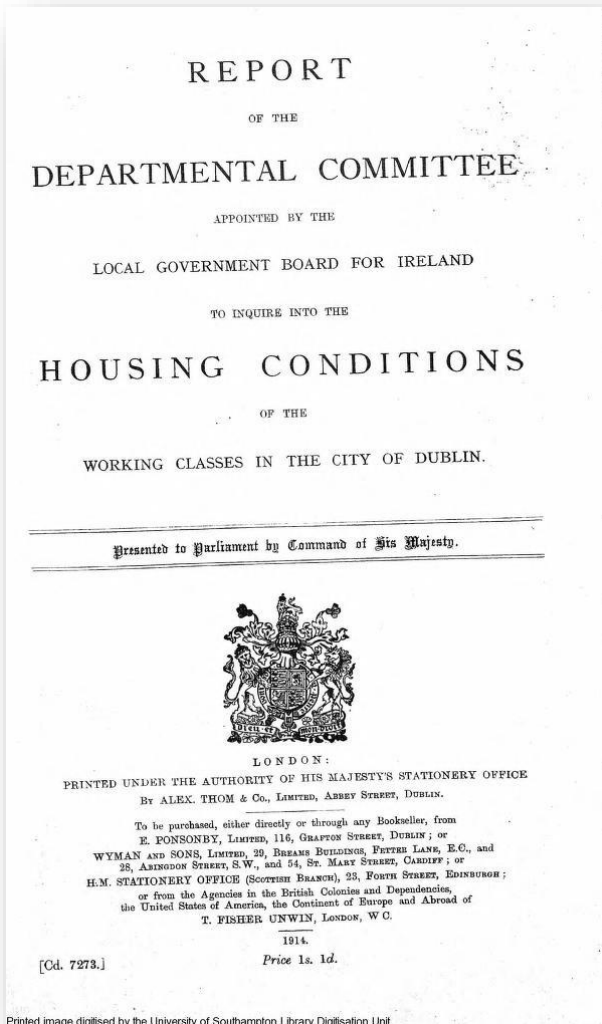 REPORT
OF THE
DEPARTMENTAL COMMITTEE
APPOINTED BY THE
LOCAL GOVERNMENT BOARD FOR IRELAND
TO INQUIRE INTO THE
HOUSING CONDITIONS
OF THE
WORKING CLASSES IN THE CITY OF DUBLIN.
Presented to Parliament by Command of His Majesty.
DIEU ET MON DROIT
LONDON:
PRINTED UNDER THE AUTHORITY OF HIS MAJESTY'S STATIONERY OFFICE
BY ALEX. THOM & CO., LIMITED, ABBEY STREET, DUBLIN.
To be purchased, either directly or through any Bookseller, from
E. PONSONBY, LIMITED, 116, GRAFTON STREET, DUBLIN; or
WYMAN AND SONS, LIMITED, 29, BREAMS BUILDINGS, FETTER LANE, E.C., and
28, ABINGDON STREET, S.W., and 54, ST. MARY STREET, CARDIFF; or
H.M. STATIONERY OFFICE (SCOTTISH BRANCH), 23, FORTH STREET, EDINBURGH;
or from the Agencies in the British Colonies and Dependencies,
the United States of America, the Continent of Europe and Abroad of
T. FISHER UNWIN, LONDON, W C.
1914.
[Cd. 7273.] Price 1s. 1d.
Printed image digitised by the University of Southampton Library Digitisation Unit